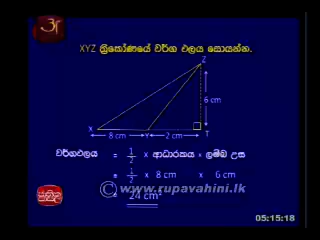 XYZ ත්‍රිකෝණයේ වර්ග ඵලය සොයන්න.
Z
6 cm
X
Y
T
8 cm
2 cm
වර්ගඵලය = 1/2 x ආධාරකය x ලම්බ උස
= 1/2 x 8 cm x 6 cm
= 24 cm²
© www.rupavahini.lk
05:15:18